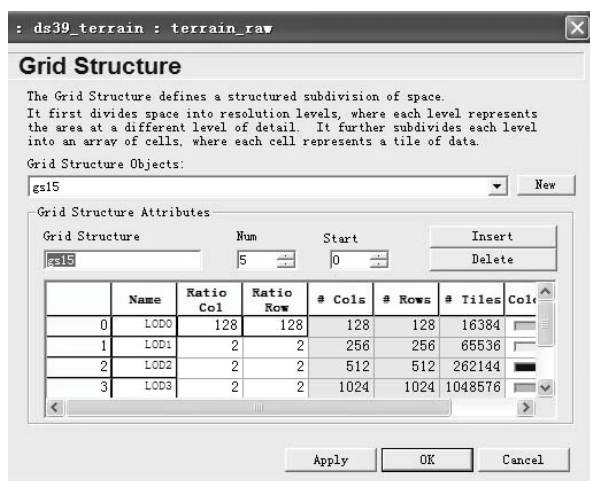 : ds39_terrain : terrain_raw
Grid Structure
The Grid Structure defines a structured subdivision of space.
It first divides space into resolution levels, where each level represents
the area at a different level of detail. It further subdivides each level
into an array of cells, where each cell represents a tile of data.
Grid Structure Objects:
gs15 New
Grid Structure Attributes
Grid Structure Num Start Insert
gs15 5 0 Delete
Name Ratio Col Ratio Row # Cols # Rows # Tiles Colo
0 LOD0 128 128 128 128 16384
1 LOD1 2 2 256 256 65536
2 LOD2 2 2 512 512 262144
3 LOD3 2 2 1024 1024 1048576
Apply OK Cancel